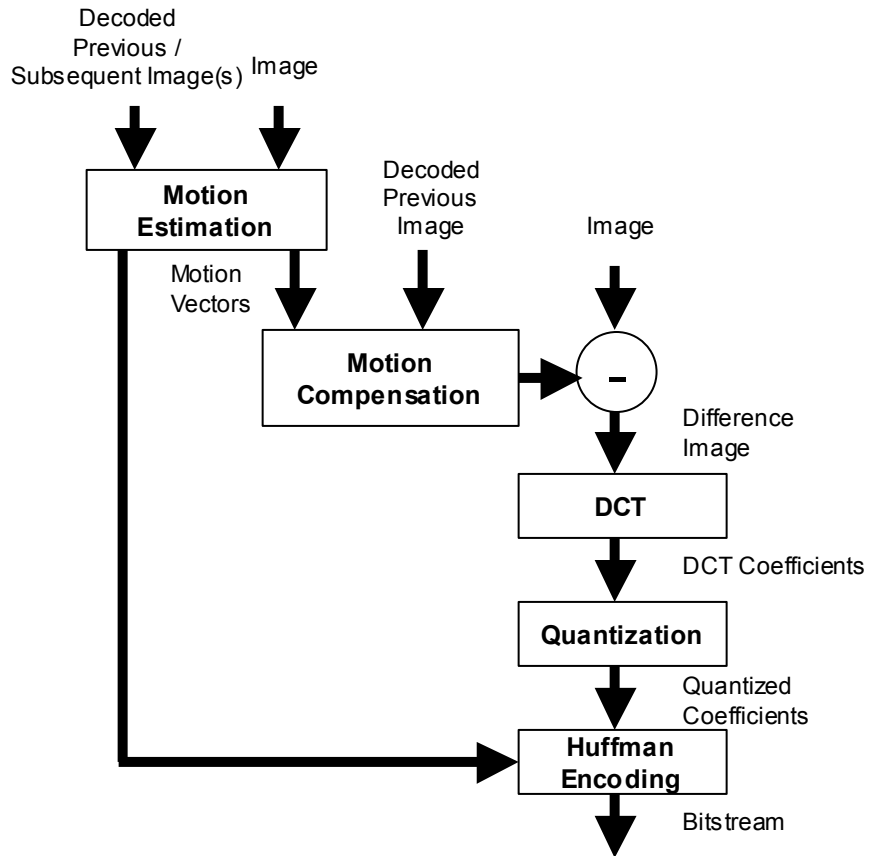 Decoded
Previous /
Subsequent Image(s)
Image
Motion
Estimation
Decoded
Previous
Image
Image
Motion
Vectors
Motion
Compensation
-
Difference
Image
DCT
DCT Coefficients
Quantization
Quantized
Coefficients
Huffman
Encoding
Bitstream